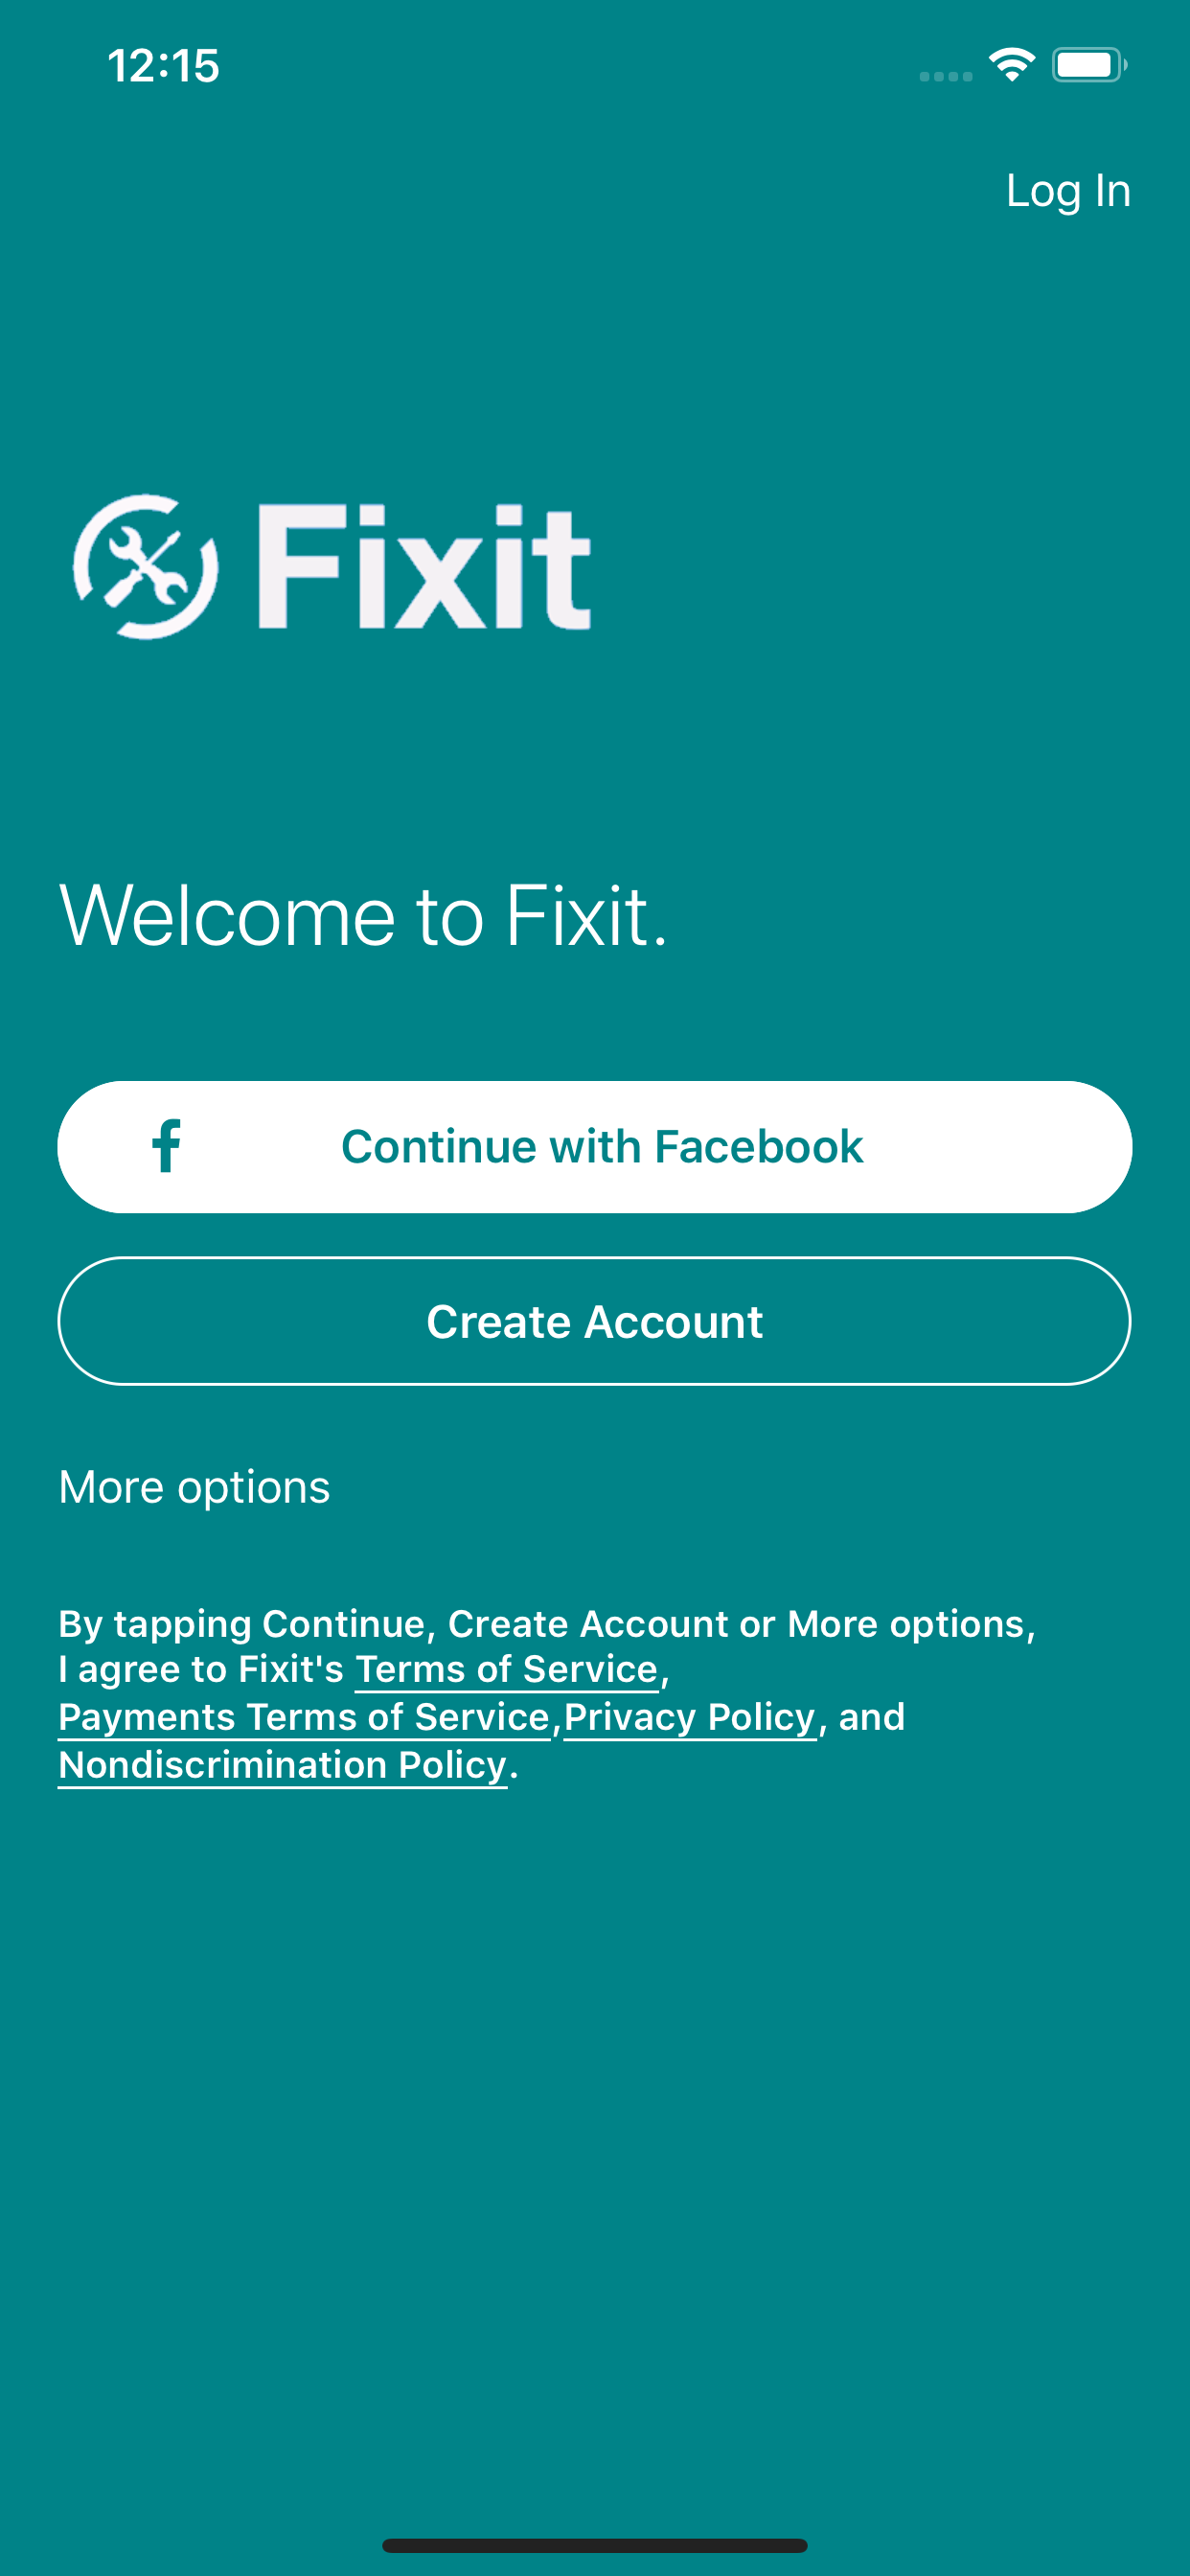 12:15
Log In
Fixit
Welcome to Fixit.
Continue with Facebook
Create Account
More options
By tapping Continue, Create Account or More options,
I agree to Fixit's Terms of Service,
Payments Terms of Service,Privacy Policy, and
Nondiscrimination Policy.